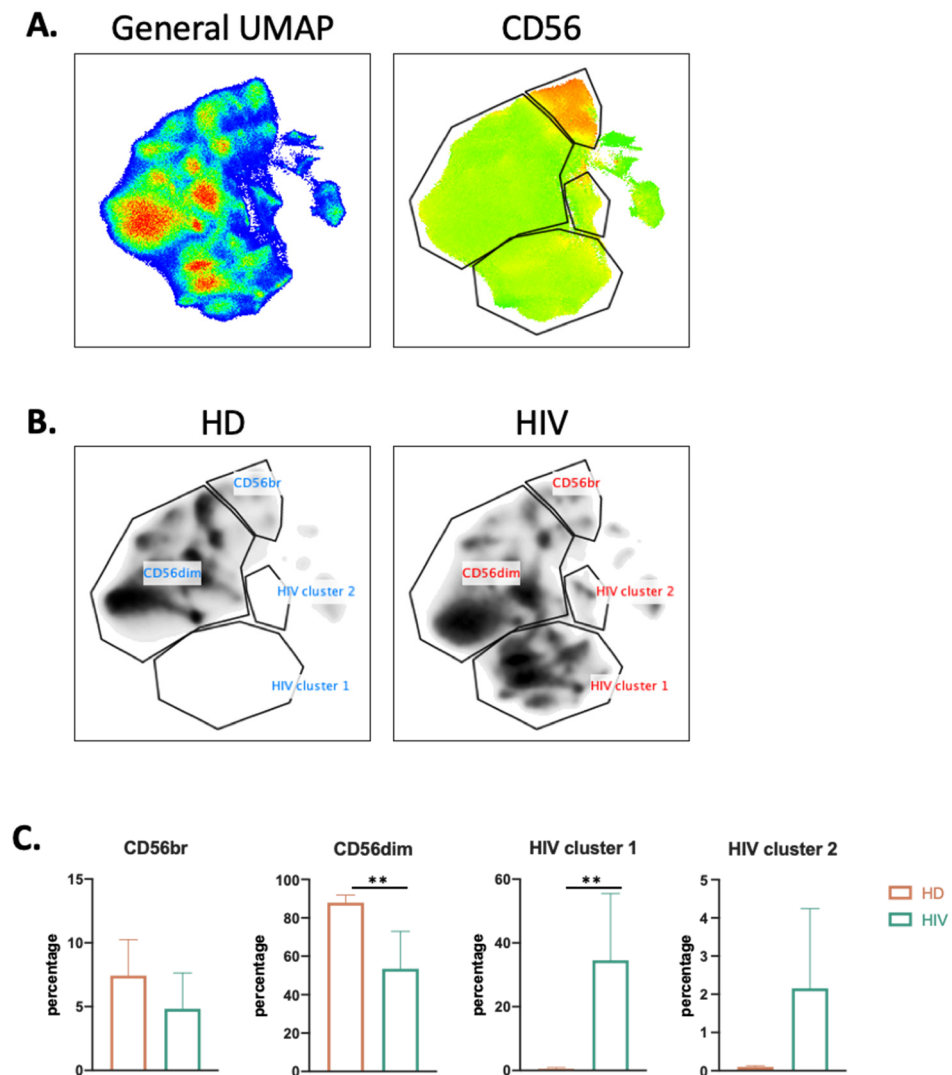 A. General UMAP CD56
B. HD HIV
CD56br CD56br
CD56dim CD56dim
HIV cluster 2 HIV cluster 2
HIV cluster 1 HIV cluster 1
C. CD56br CD56dim HIV cluster 1 HIV cluster 2
percentage
15
10
5
0
percentage
100
80
60
40
20
0
**
percentage
60
40
20
0
**
percentage
5
4
3
2
1
0
HD
HIV